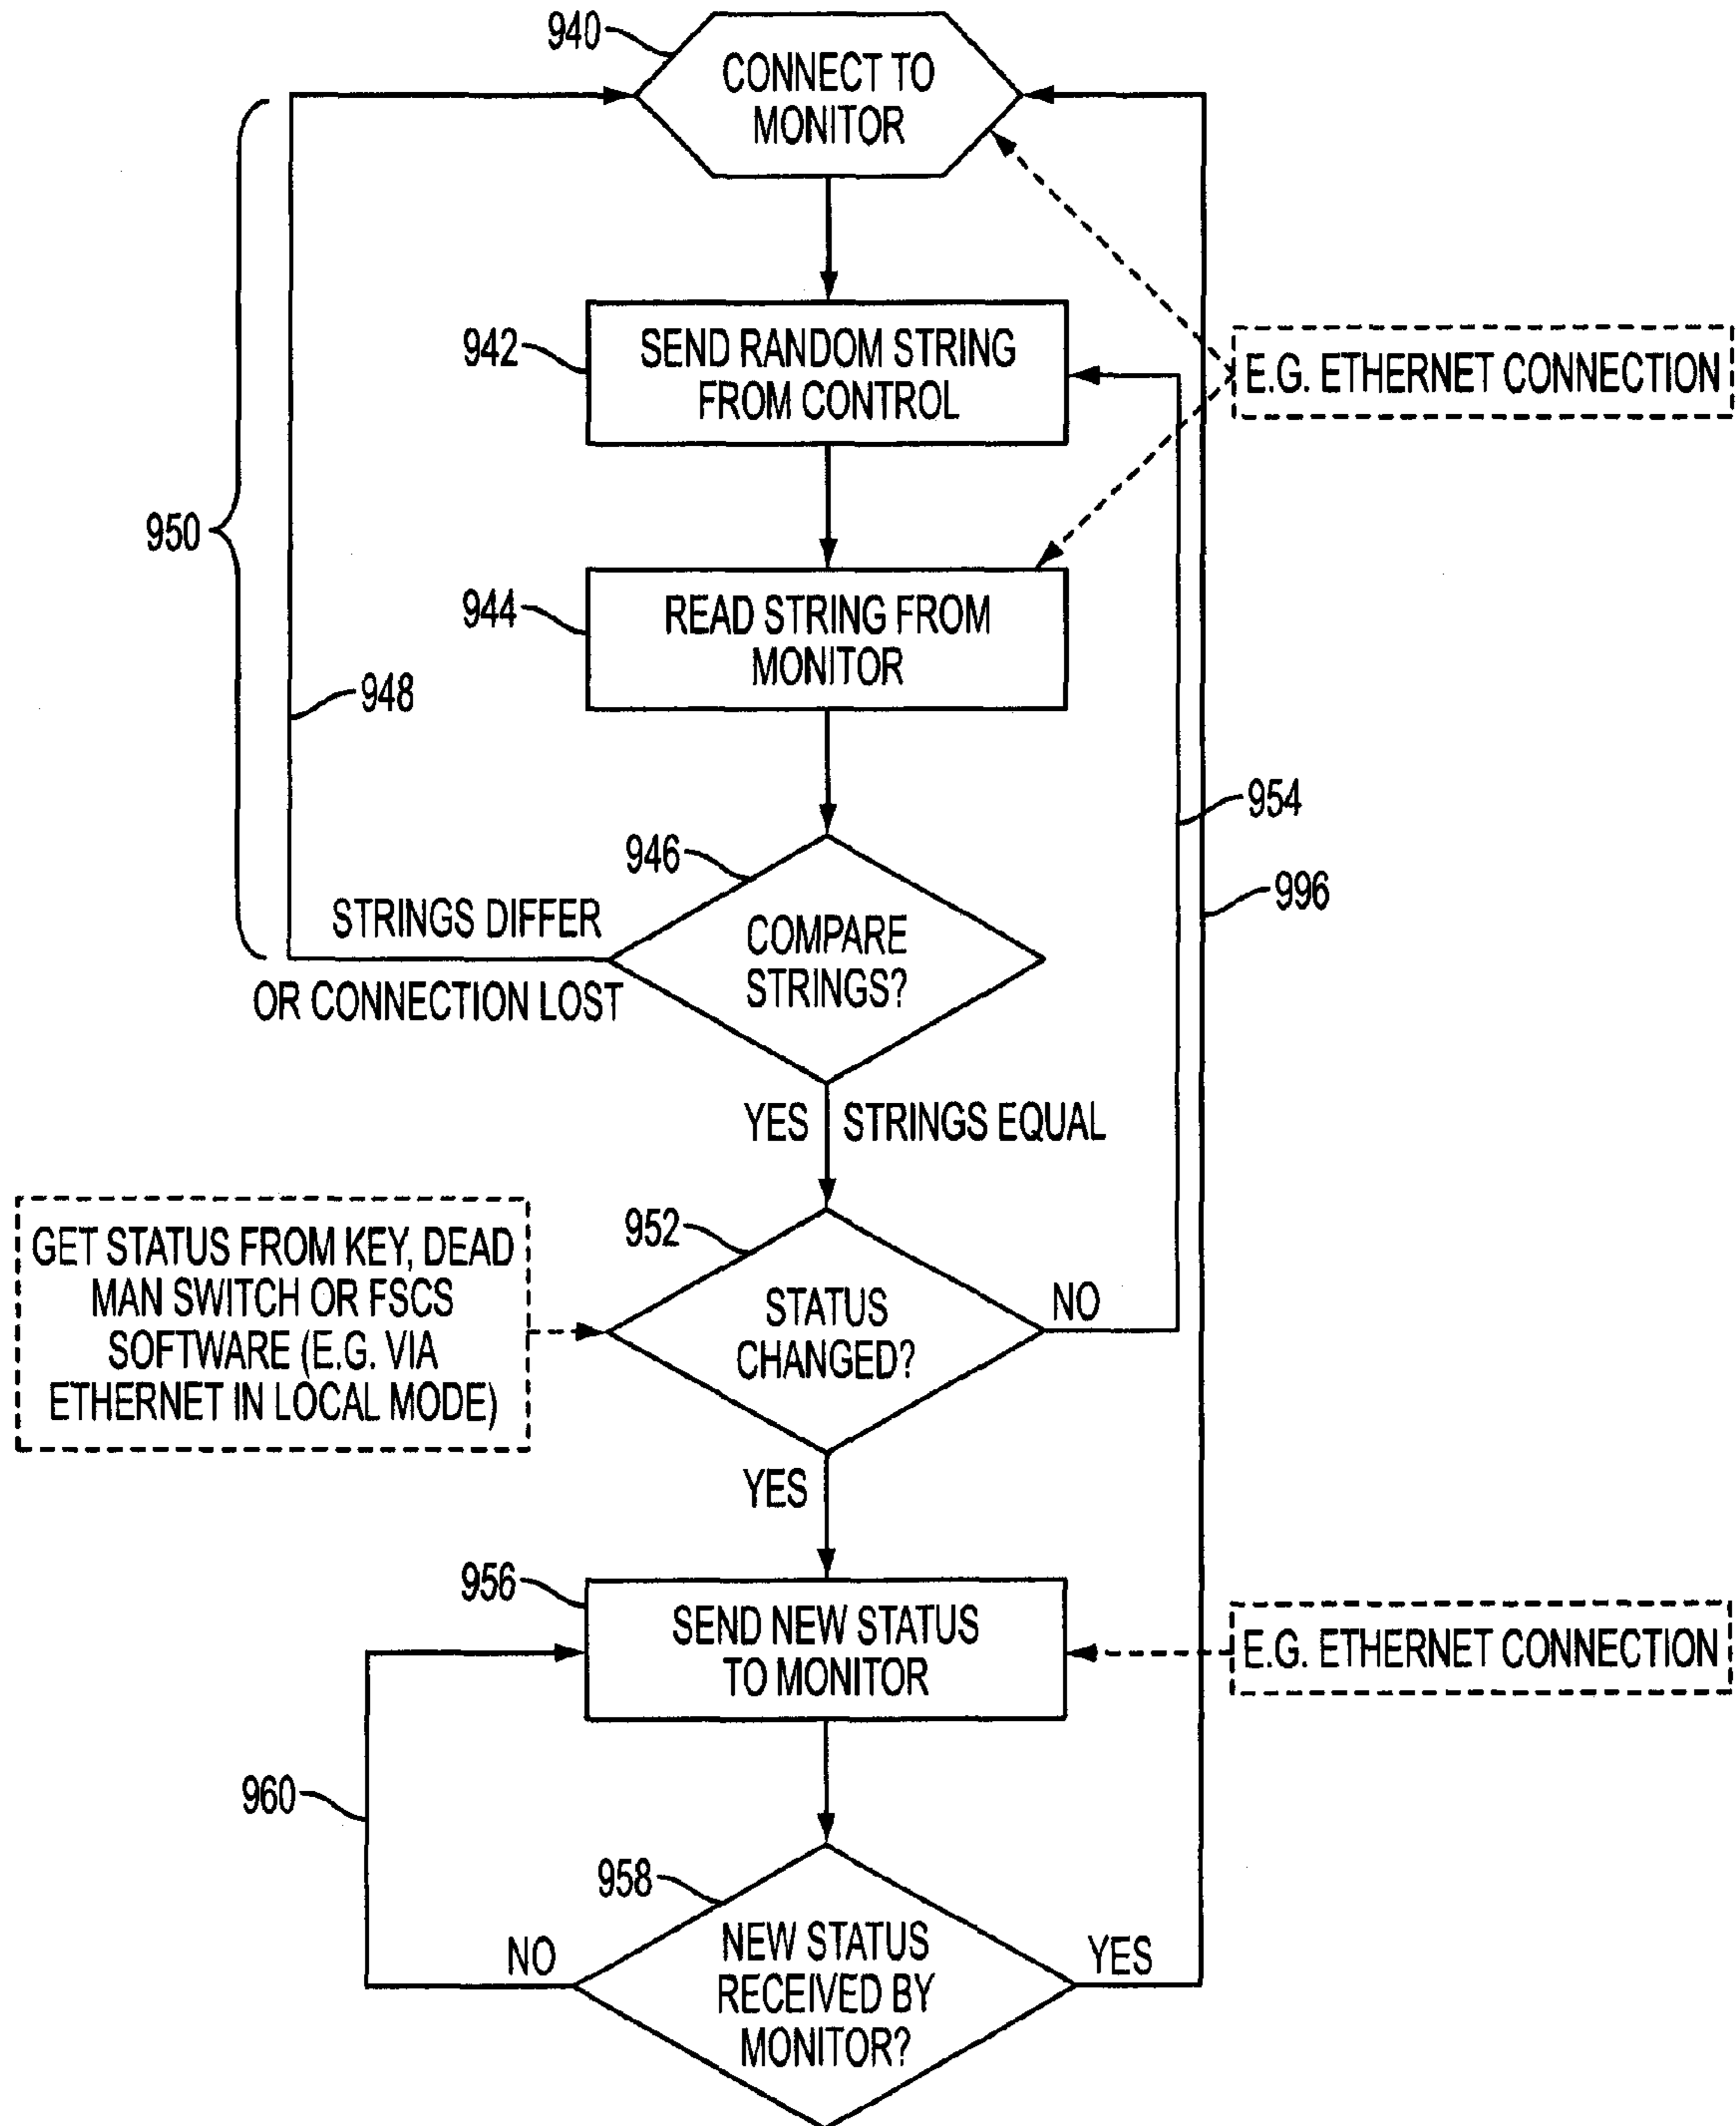 940
CONNECT TO
MONITOR
942
SEND RANDOM STRING
FROM CONTROL
E.G. ETHERNET CONNECTION
950
944
READ STRING FROM
MONITOR
948
954
946
996
STRINGS DIFFER
OR CONNECTION LOST
COMPARE
STRINGS?
YES
STRINGS EQUAL
GET STATUS FROM KEY, DEAD
MAN SWITCH OR FSCS
SOFTWARE (E.G. VIA
ETHERNET IN LOCAL MODE)
952
STATUS
CHANGED?
NO
YES
956
SEND NEW STATUS
TO MONITOR
E.G. ETHERNET CONNECTION
960
958
NEW STATUS
RECEIVED BY
MONITOR?
NO
YES